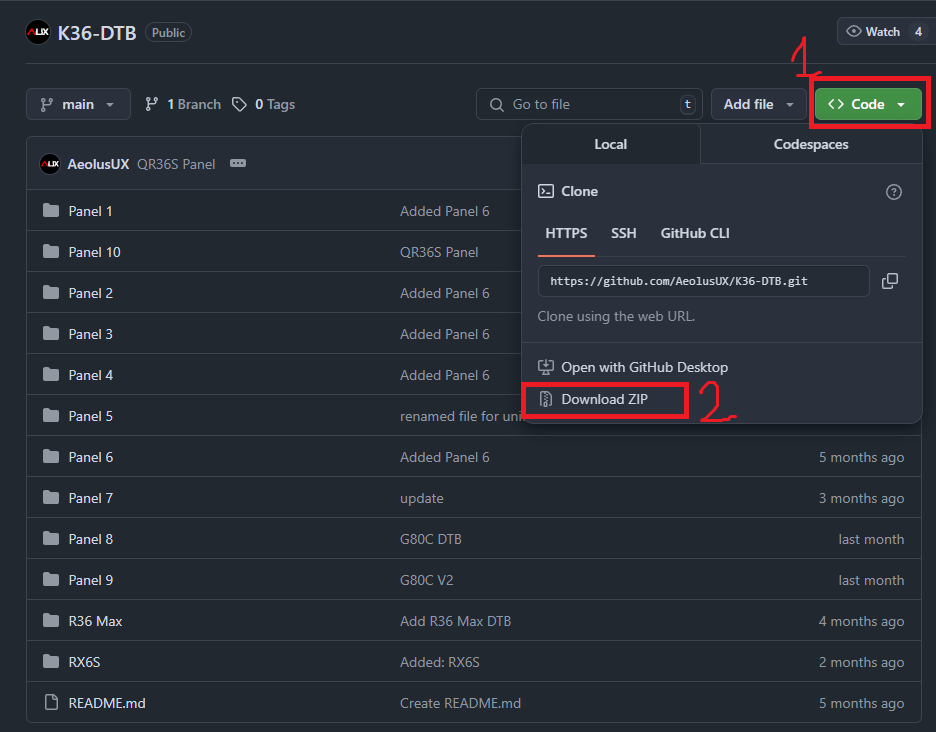 ALIX K36-DTB Public
Watch 4
1
main 1 Branch 0 Tags
Go to file t
Add file
Code
Local Codespaces
ALIX AeolusUX QR36S Panel
Clone
HTTPS SSH GitHub CLI
https://github.com/AeolusUX/K36-DTB.git
Clone using the web URL.
Open with GitHub Desktop
Download ZIP 2
Panel 1 Added Panel 6
Panel 10 QR36S Panel
Panel 2 Added Panel 6
Panel 3 Added Panel 6
Panel 4 Added Panel 6
Panel 5 renamed file for
Panel 6 Added Panel 6 5 months ago
Panel 7 update 3 months ago
Panel 8 G80C DTB last month
Panel 9 G80C V2 last month
R36 Max Add R36 Max DTB 4 months ago
RX6S Added: RX6S 2 months ago
README.md Create README.md 5 months ago